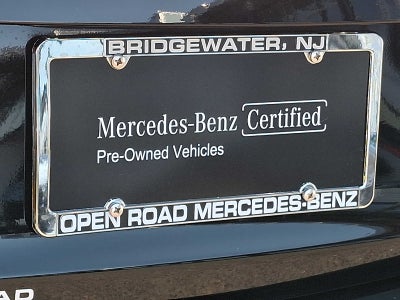 BRIDGEWATER, NJ
Mercedes-Benz Certified
Pre-Owned Vehicles
OPEN ROAD MERCEDES-BENZ